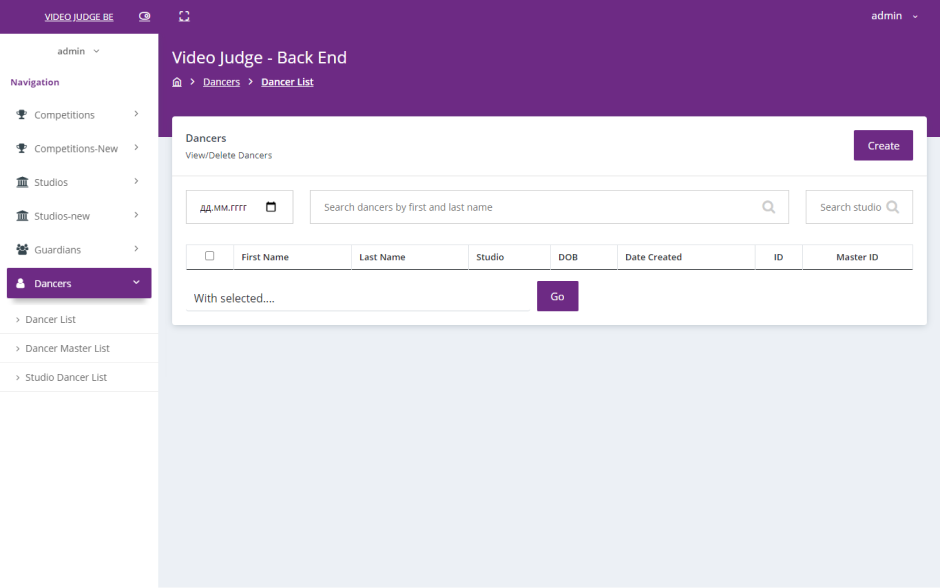 VIDEO JUDGE BE
admin
admin
Navigation
Competitions
Competitions-New
Studios
Studios-new
Guardians
Dancers
Dancer List
Dancer Master List
Studio Dancer List
Video Judge - Back End
Dancers > Dancer List
Dancers
View/Delete Dancers
Create
дд.мм.гггг
Search dancers by first and last name
Search studio
First Name Last Name Studio DOB Date Created ID Master ID
With selected....
Go